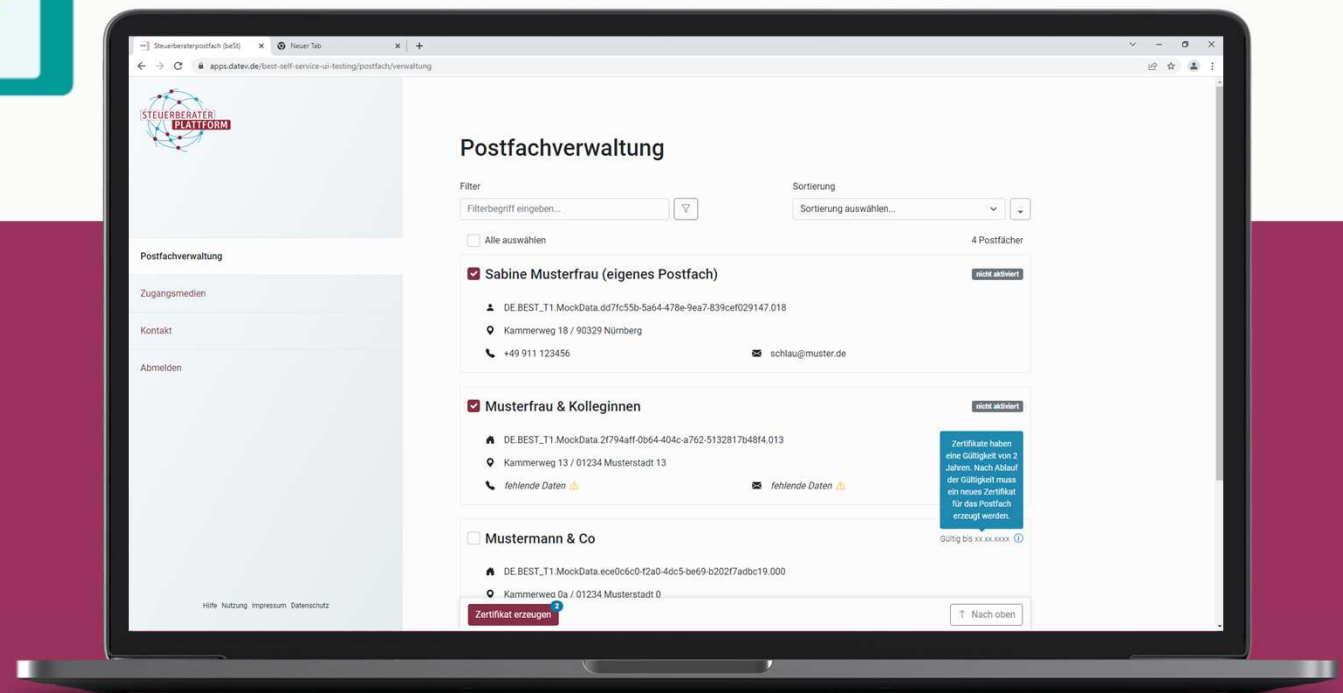 Steuerberaterpostfach (beSt)
Neuer Tab
apps.datev.de/best-self-service-ui-testing/postfach/verwaltung
STEUERBERATER
PLATTFORM
Postfachverwaltung
Zugangsmedien
Kontakt
Abmelden
Hilfe Nutzung Impressum Datenschutz
Postfachverwaltung
Filter
Sortierung
Filterbegriff eingeben...
Sortierung auswählen...
Alle auswählen
4 Postfächer
Sabine Musterfrau (eigenes Postfach)
nicht aktiviert
DE.BEST_T1.MockData.dd7fc55b-5a64-478e-9ea7-839cef029147.018
Kammerweg 18 / 90329 Nürnberg
+49 911 123456
schlau@muster.de
Musterfrau & Kolleginnen
nicht aktiviert
DE.BEST_T1.MockData.2f794aff-0b64-404c-a762-5132817b48f4.013
Kammerweg 13 / 01234 Musterstadt 13
fehlende Daten
fehlende Daten
Zertifikate haben
eine Gültigkeit von 2
Jahren. Nach Ablauf
der Gültigkeit muss
ein neues Zertifikat
für das Postfach
erzeugt werden.
Mustermann & Co
Gültig bis xx.xx.xxxx
DE.BEST_T1.MockData.ece0c6c0-f2a0-4dc5-be69-b202f7adbc19.000
Kammerweg 0a / 01234 Musterstadt 0
Zertifikat erzeugen
2
Nach oben